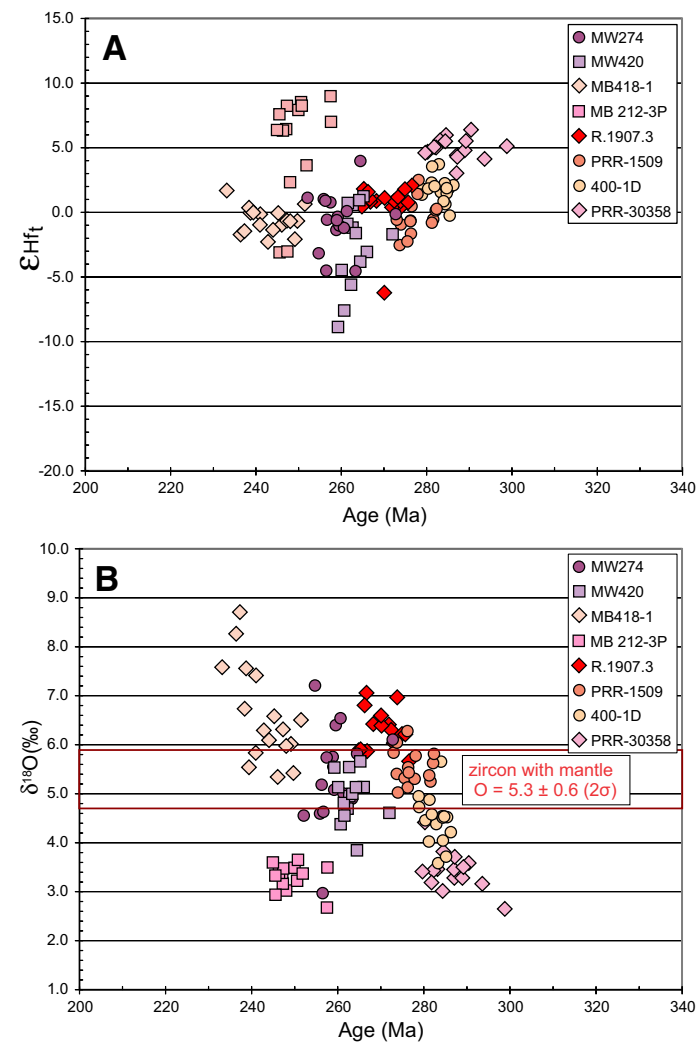 A
15.0
10.0
5.0
0.0
-5.0
-10.0
-15.0
-20.0
εHft
200
220
240
260
280
300
320
340
Age (Ma)
MW274
MW420
MB418-1
MB 212-3P
R.1907.3
PRR-1509
400-1D
PRR-30358
B
10.0
9.0
8.0
7.0
6.0
5.0
4.0
3.0
2.0
1.0
δ¹⁸O(‰)
200
220
240
260
280
300
320
340
Age (Ma)
MW274
MW420
MB418-1
MB 212-3P
R.1907.3
PRR-1509
400-1D
PRR-30358
zircon with mantle
O = 5.3 ± 0.6 (2σ)